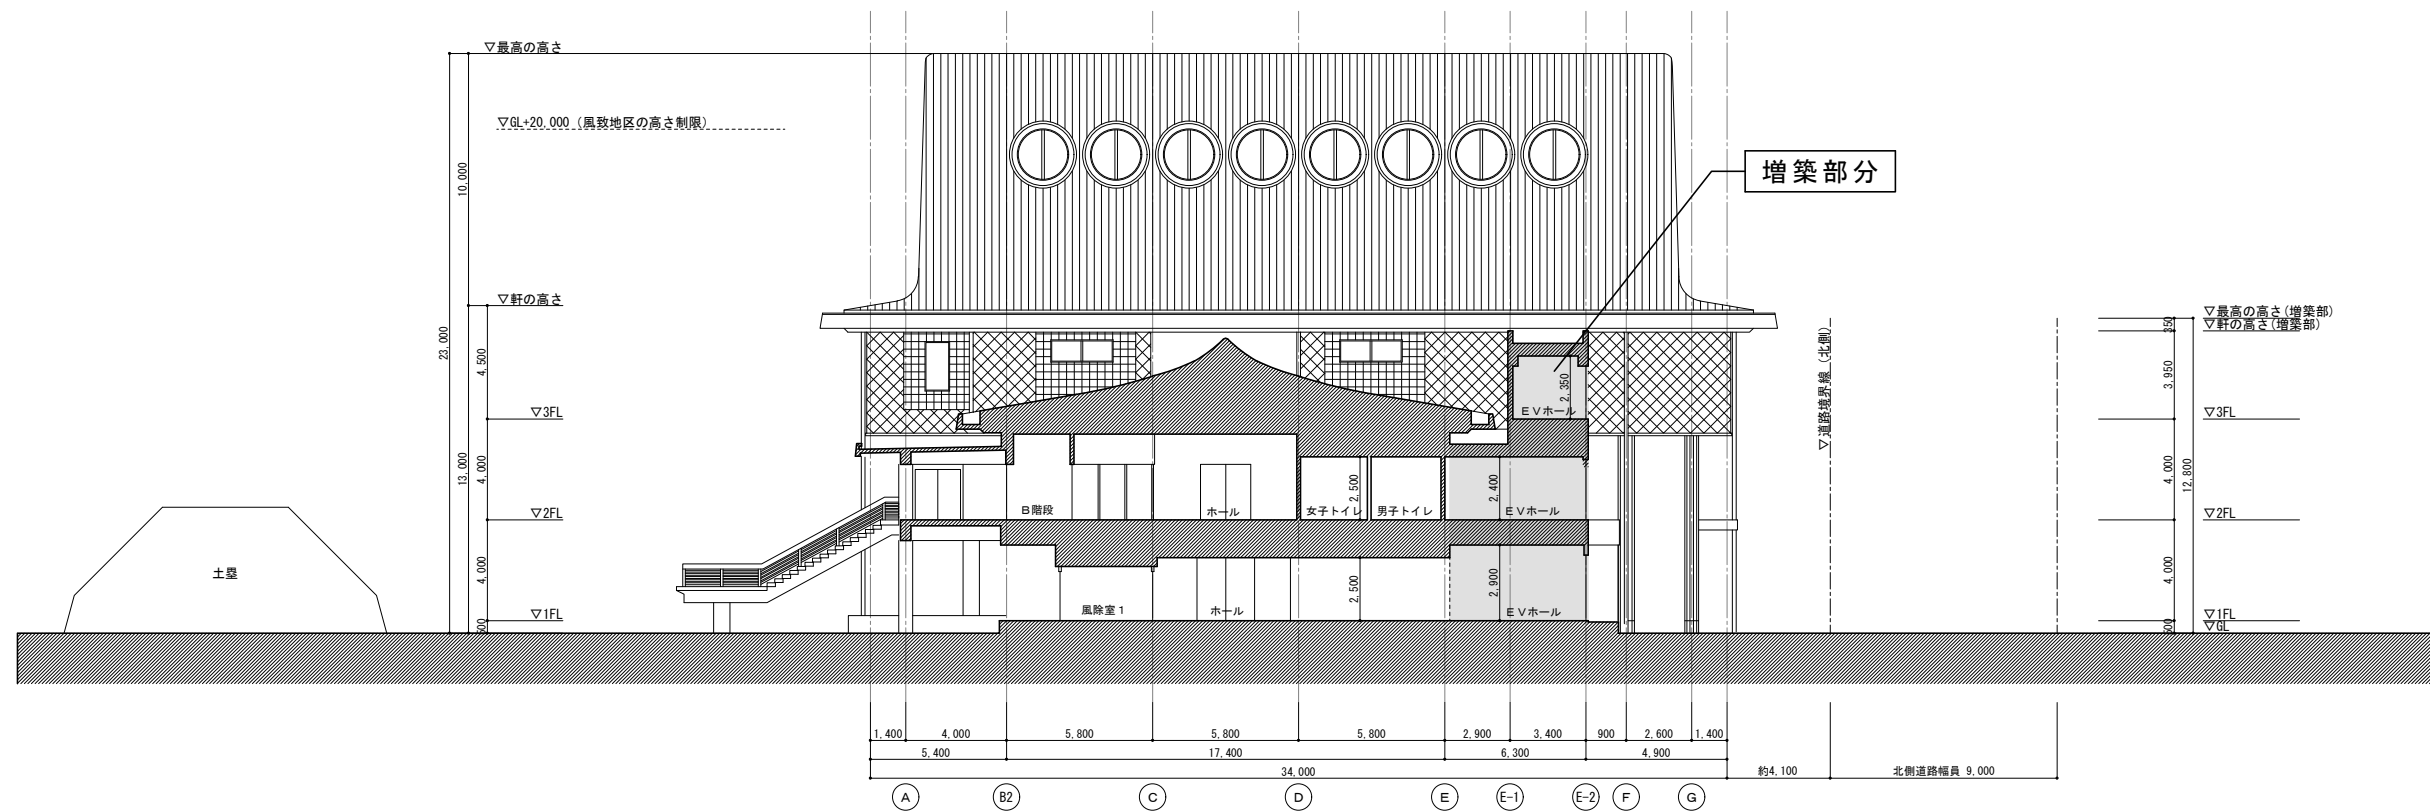 ▽最高の高さ
▽GL+20,000 (風致地区の高さ制限)
増築部分
10,000
▽軒の高さ
▽最高の高さ(増築部)
▽軒の高さ(増築部)
350
23,000
4,500
▽道路境界線(北側)
3,950
2,350
▽3FL
EVホール
▽3FL
13,000
4,000
2,500
2,400
4,000
12,800
B階段
ホール
女子トイレ
男子トイレ
EVホール
▽2FL
▽2FL
土塁
4,000
2,500
2,900
4,000
風除室1
ホール
EVホール
▽1FL
▽1FL
500
500
▽GL
1,400
4,000
5,800
5,800
5,800
2,900
3,400
900
2,600
1,400
5,400
17,400
6,300
4,900
34,000
約4,100
北側道路幅員 9,000
A
B2
C
D
E
E-1
E-2
F
G